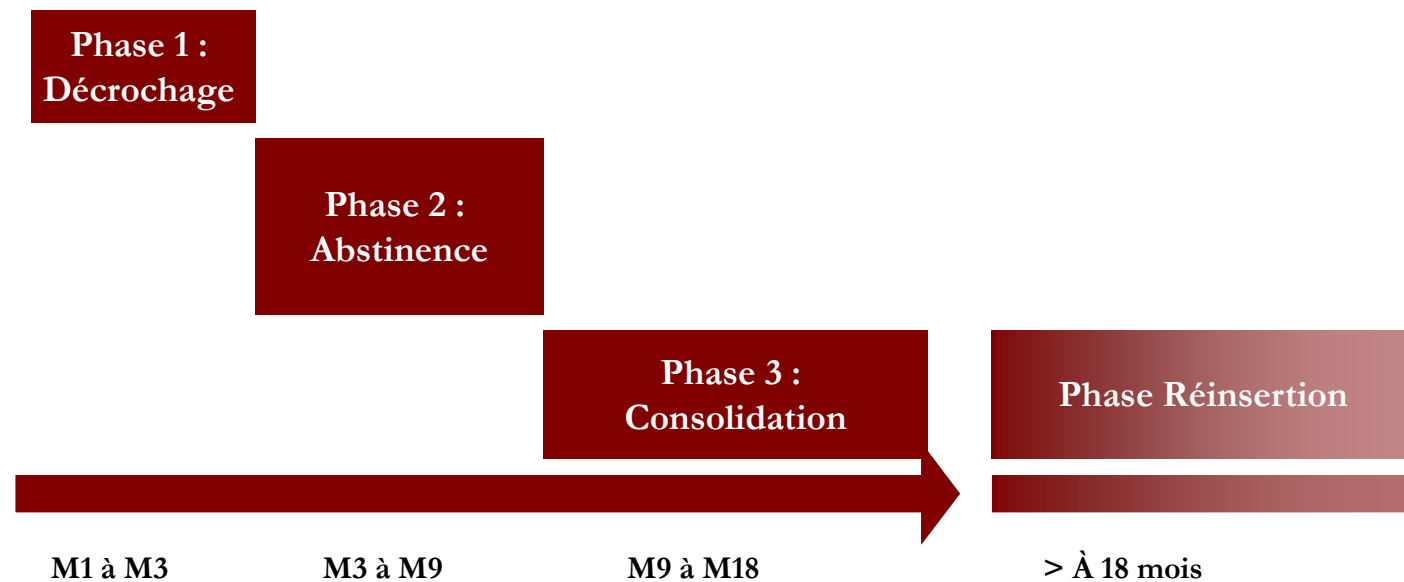 Phase 1 :
Décrochage
Phase 2 :
Abstinence
Phase 3 :
Consolidation
Phase Réinsertion
M1 à M3
M3 à M9
M9 à M18
> À 18 mois